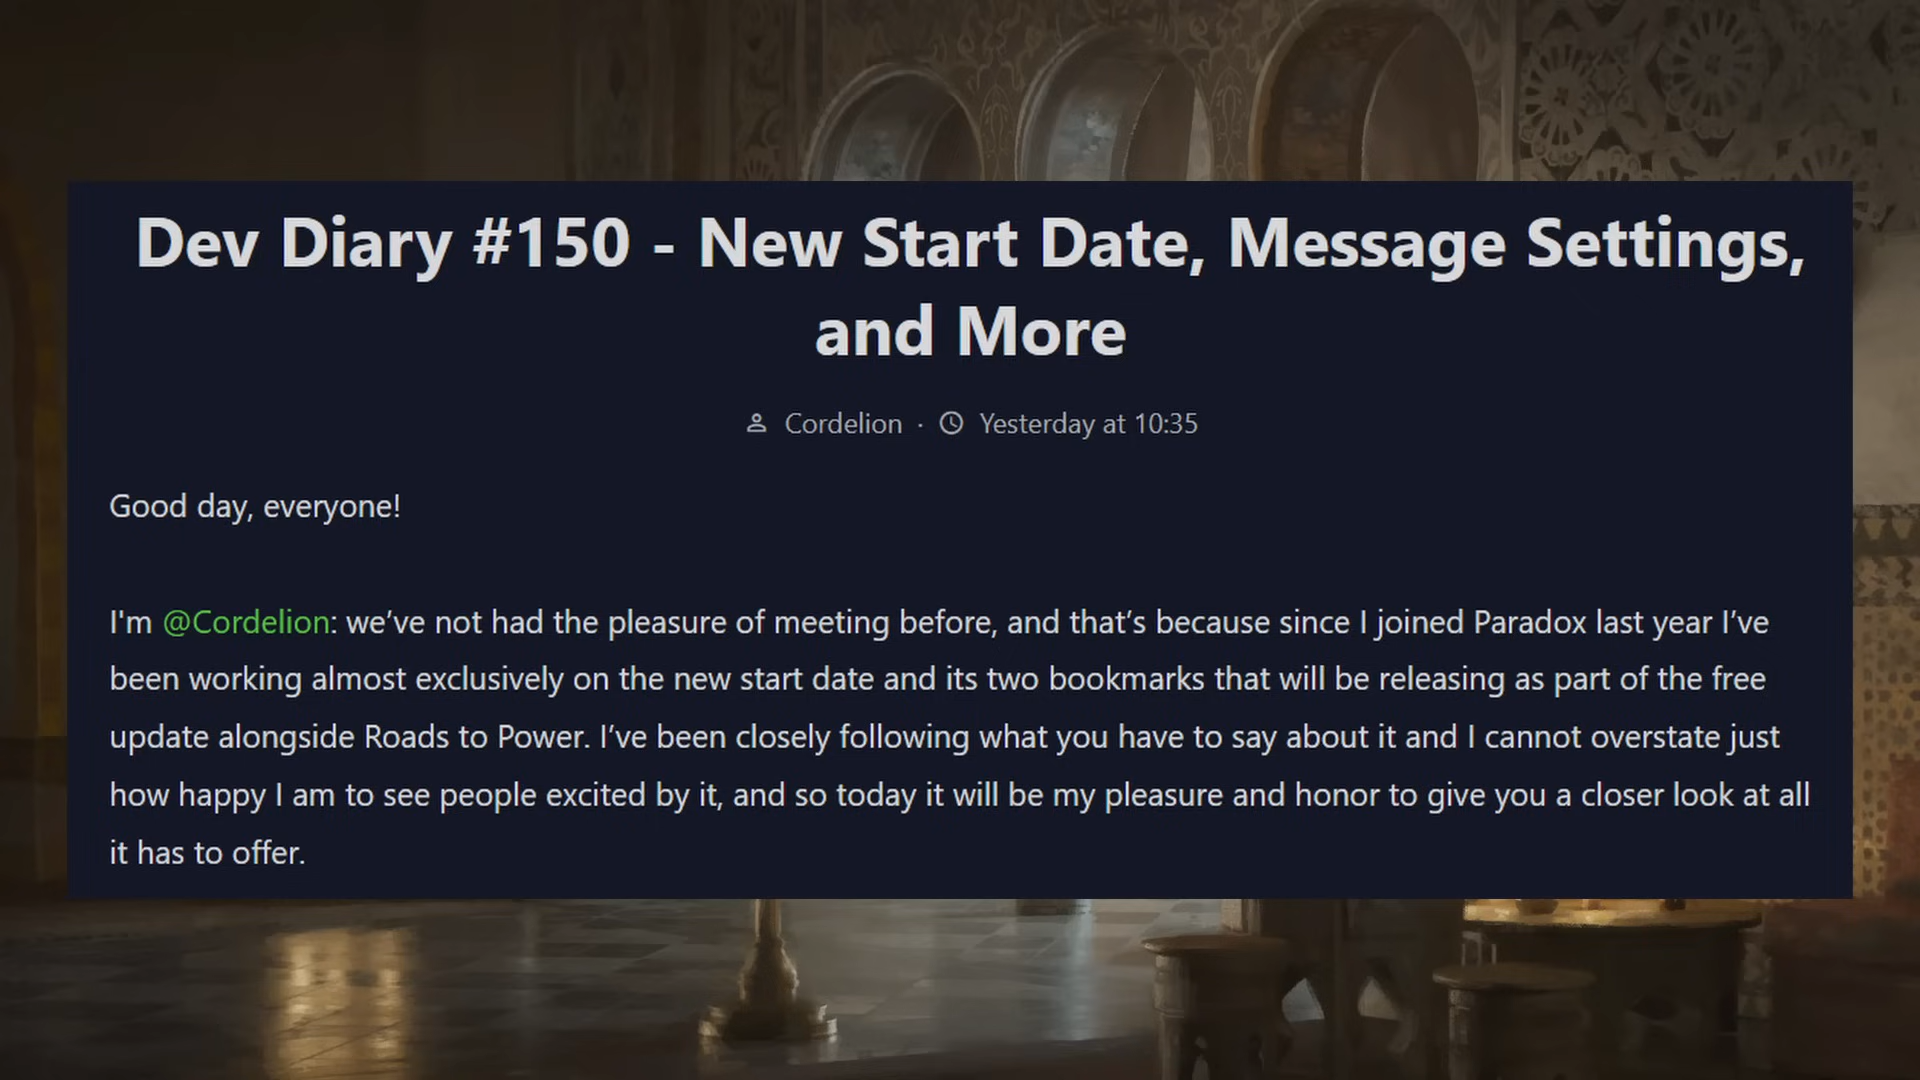 Dev Diary #150 - New Start Date, Message Settings,
and More
Cordelion · Yesterday at 10:35
Good day, everyone!
I'm @Cordelion: we’ve not had the pleasure of meeting before, and that’s because since I joined Paradox last year I’ve
been working almost exclusively on the new start date and its two bookmarks that will be releasing as part of the free
update alongside Roads to Power. I’ve been closely following what you have to say about it and I cannot overstate just
how happy I am to see people excited by it, and so today it will be my pleasure and honor to give you a closer look at all
it has to offer.